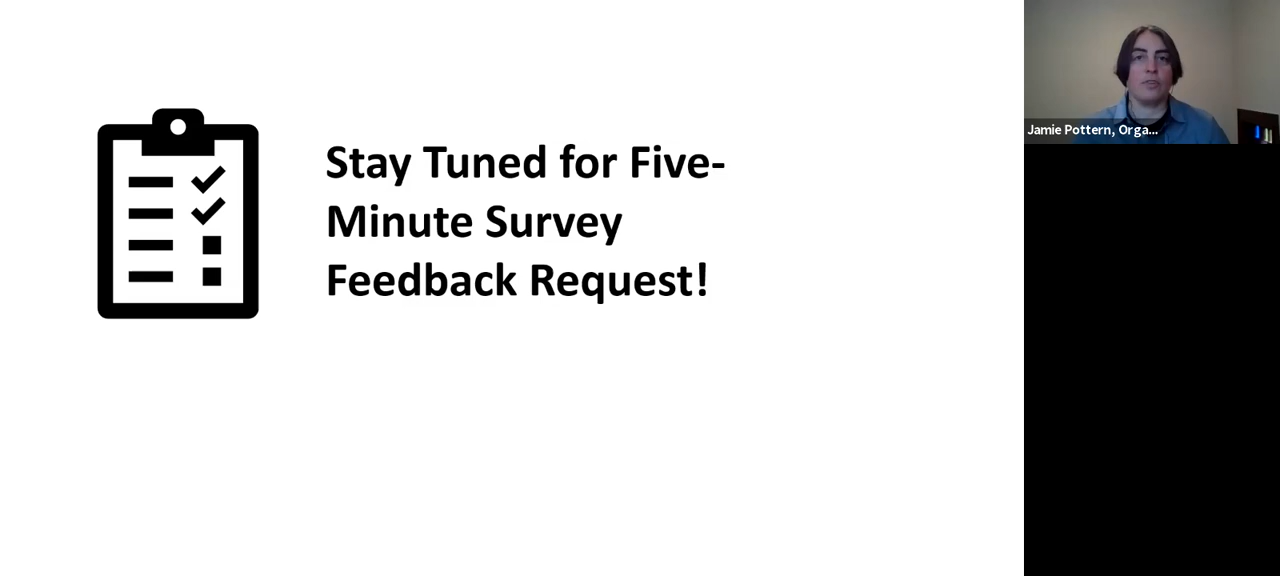 Stay Tuned for Five-
Minute Survey
Feedback Request!
Jamie Pottern, Orga...